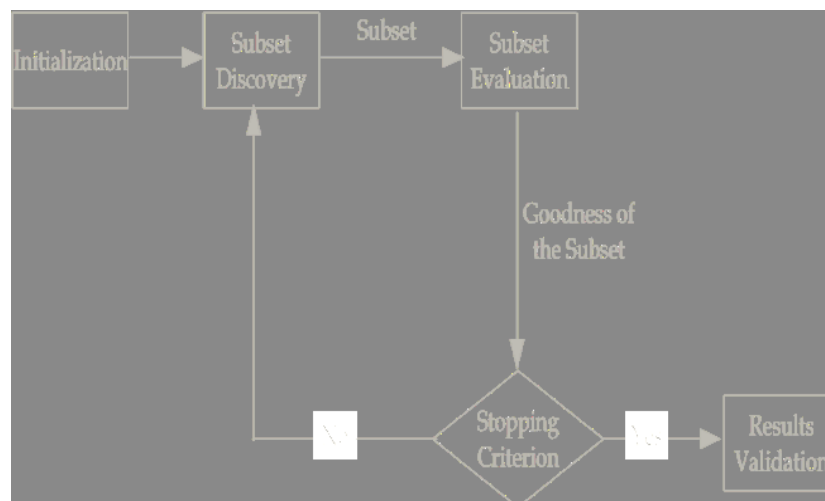 Initialization
Subset
Discovery
Subset
Subset
Evaluation
Goodness of
the Subset
Stopping
Criterion
Results
Validation